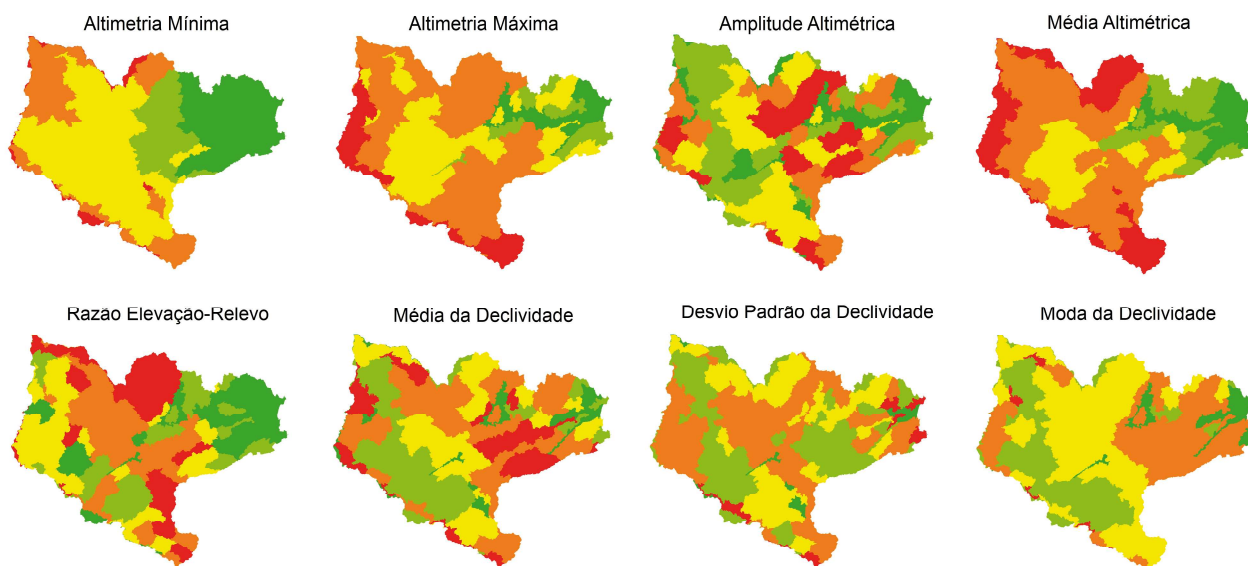 Altimetria Mínima
Altimetria Máxima
Amplitude Altimétrica
Média Altimétrica
Razão Elevação-Relevo
Média da Declividade
Desvio Padrão da Declividade
Moda da Declividade